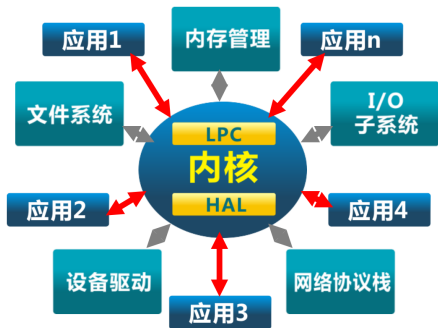 应用1
内存管理
应用n
文件系统
I/O
子系统
LPC
内核
HAL
应用2
应用4
设备驱动
网络协议栈
应用3